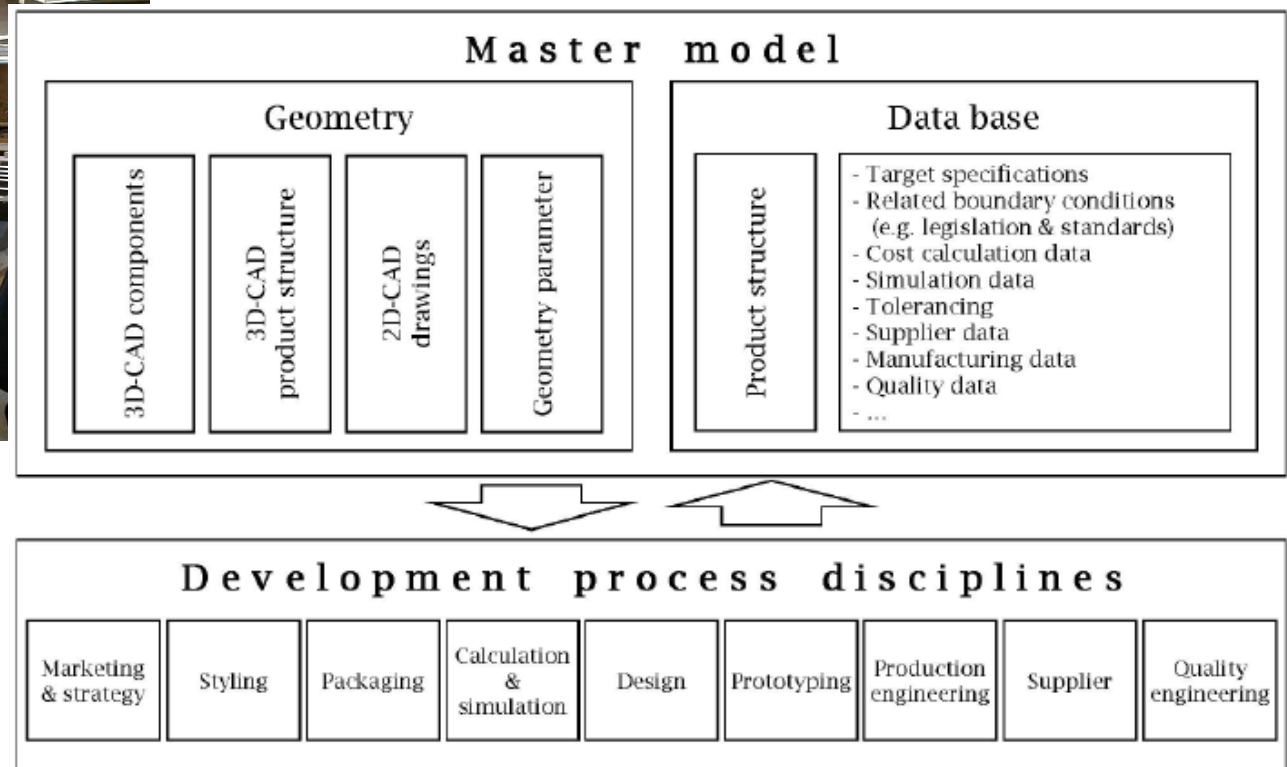 Master model
Geometry
3D-CAD components
3D-CAD
product structure
2D-CAD
drawings
Geometry parameter
Data base
Product structure
- Target specifications
- Related boundary conditions
(e.g. legislation & standards)
- Cost calculation data
- Simulation data
- Tolerancing
- Supplier data
- Manufacturing data
- Quality data
- ...
Development process disciplines
Marketing
& strategy
Styling
Packaging
Calculation
&
simulation
Design
Prototyping
Production
engineering
Supplier
Quality
engineering